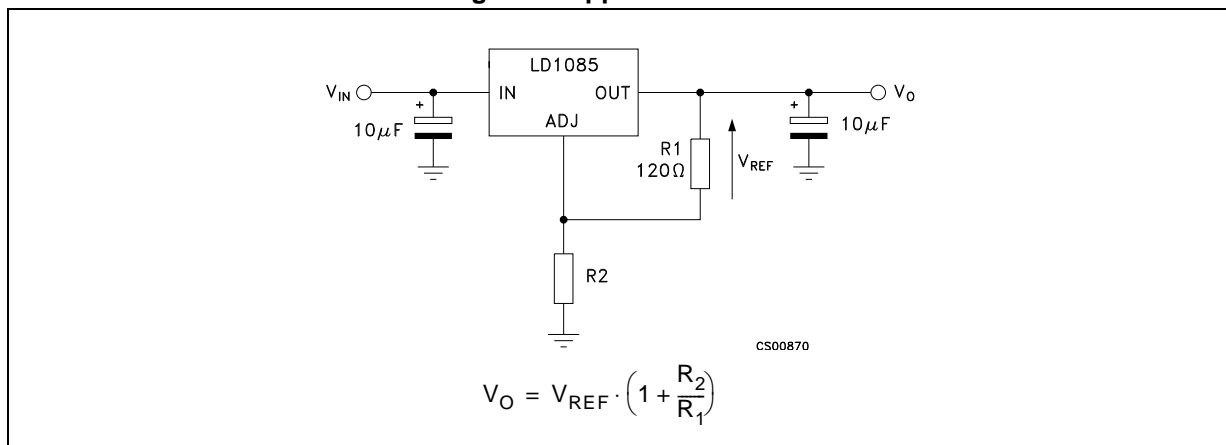 LD1085
V_IN
IN
OUT
V_O
+
10μF
ADJ
R1
120Ω
V_REF
+
10μF
R2
CS00870
V_O = V_REF · (1 + R_2/R_1)